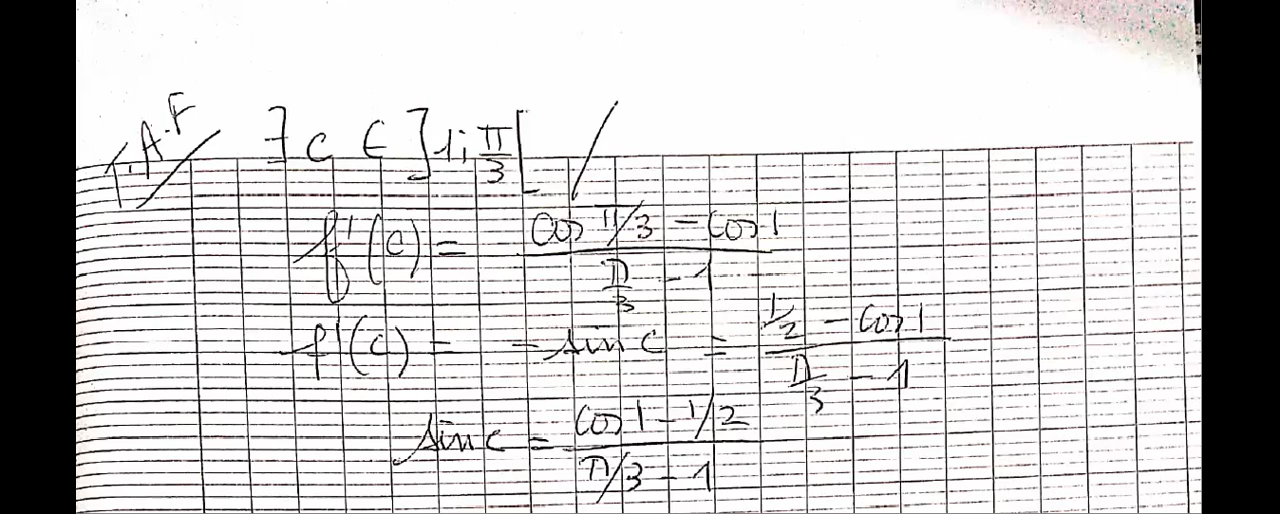 T.A.F ∃ c ∈ ]1; π/3[ /
f'(c) = (cos π/3 - cos 1) / (π/3 - 1)
f'(c) = - sin c = (1/2 - cos 1) / (π/3 - 1)
sin c = (cos 1 - 1/2) / (π/3 - 1)